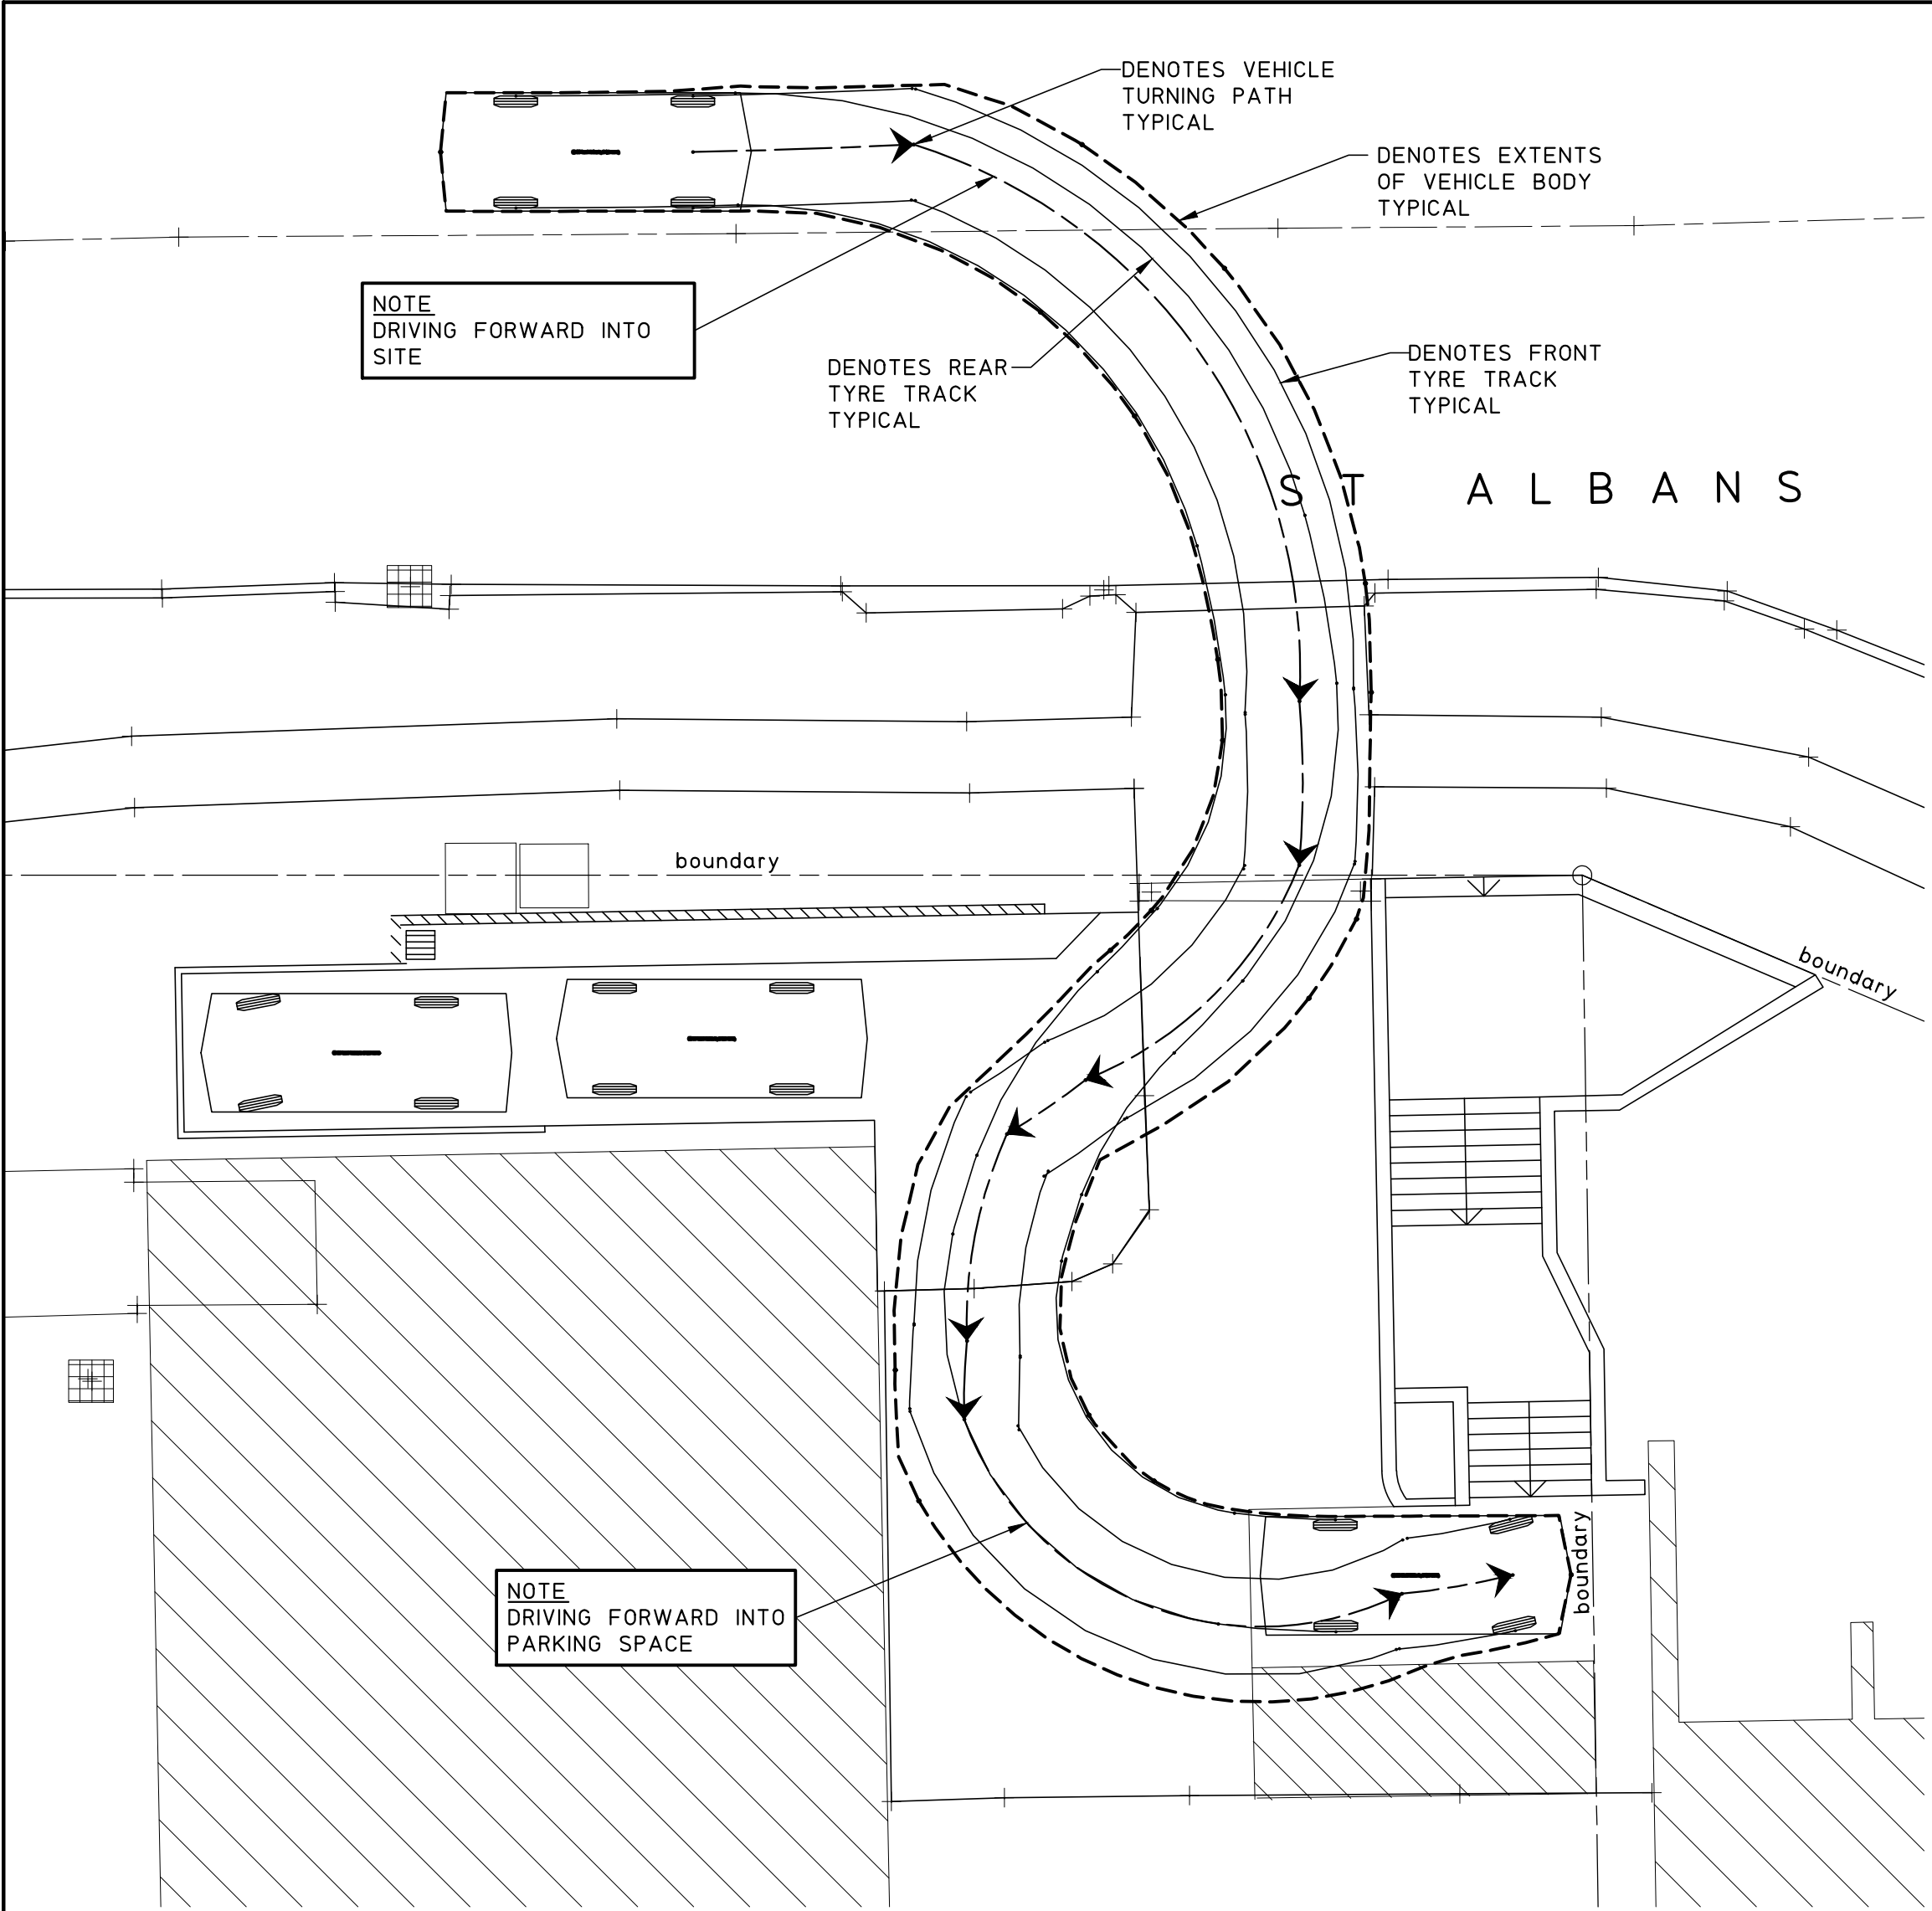 DENOTES VEHICLE
TURNING PATH
TYPICAL
DENOTES EXTENTS
OF VEHICLE BODY
TYPICAL
NOTE
DRIVING FORWARD INTO
SITE
DENOTES REAR
TYRE TRACK
TYPICAL
DENOTES FRONT
TYRE TRACK
TYPICAL
ST ALBANS
boundary
boundary
boundary
NOTE
DRIVING FORWARD INTO
PARKING SPACE